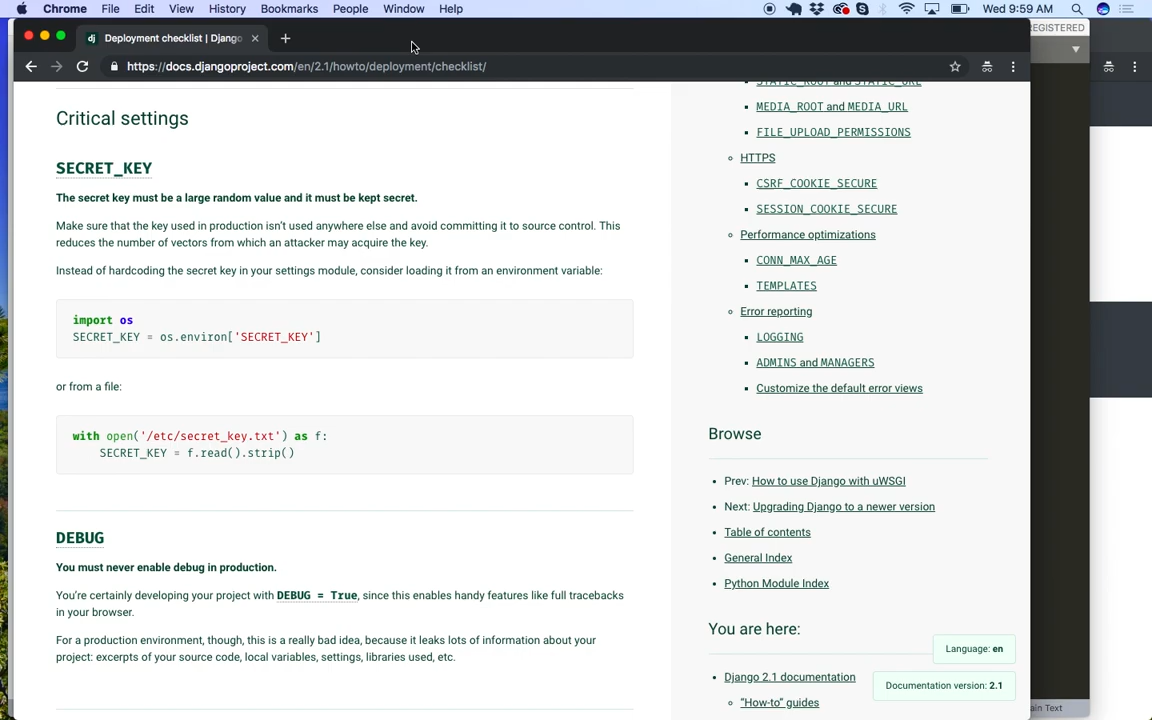 Chrome File Edit View History Bookmarks People Window Help
Wed 9:59 AM
REGISTERED
dj Deployment checklist | Django
https://docs.djangoproject.com/en/2.1/howto/deployment/checklist/
Critical settings
SECRET_KEY
The secret key must be a large random value and it must be kept secret.
Make sure that the key used in production isn't used anywhere else and avoid committing it to source control. This
reduces the number of vectors from which an attacker may acquire the key.
Instead of hardcoding the secret key in your settings module, consider loading it from an environment variable:
import os
SECRET_KEY = os.environ['SECRET_KEY']
or from a file:
with open('/etc/secret_key.txt') as f:
SECRET_KEY = f.read().strip()
DEBUG
You must never enable debug in production.
You're certainly developing your project with DEBUG = True, since this enables handy features like full tracebacks
in your browser.
For a production environment, though, this is a really bad idea, because it leaks lots of information about your
project: excerpts of your source code, local variables, settings, libraries used, etc.
STATIC_ROOT and STATIC_URL
MEDIA_ROOT and MEDIA_URL
FILE_UPLOAD_PERMISSIONS
HTTPS
CSRF_COOKIE_SECURE
SESSION_COOKIE_SECURE
Performance optimizations
CONN_MAX_AGE
TEMPLATES
Error reporting
LOGGING
ADMINS and MANAGERS
Customize the default error views
Browse
Prev: How to use Django with uWSGI
Next: Upgrading Django to a newer version
Table of contents
General Index
Python Module Index
You are here:
Language: en
Django 2.1 documentation
Documentation version: 2.1
"How-to" guides
ain Text